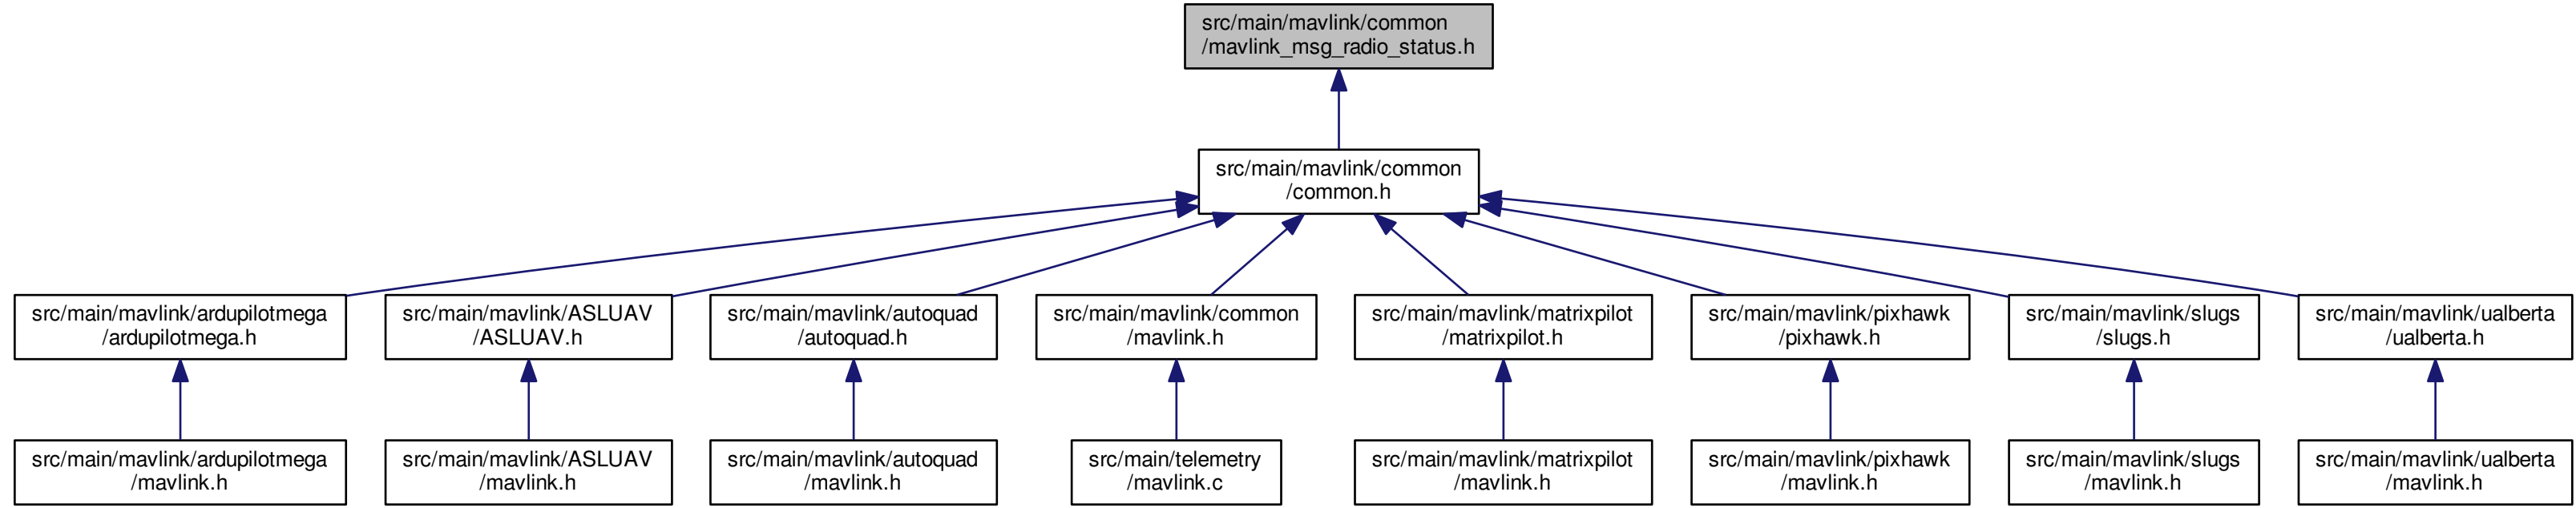 src/main/mavlink/common
/mavlink_msg_radio_status.h
src/main/mavlink/common
/common.h
src/main/mavlink/ardupilotmega
/ardupilotmega.h
src/main/mavlink/ASLUAV
/ASLUAV.h
src/main/mavlink/autoquad
/autoquad.h
src/main/mavlink/common
/mavlink.h
src/main/mavlink/matrixpilot
/matrixpilot.h
src/main/mavlink/pixhawk
/pixhawk.h
src/main/mavlink/slugs
/slugs.h
src/main/mavlink/ualberta
/ualberta.h
src/main/mavlink/ardupilotmega
/mavlink.h
src/main/mavlink/ASLUAV
/mavlink.h
src/main/mavlink/autoquad
/mavlink.h
src/main/telemetry
/mavlink.c
src/main/mavlink/matrixpilot
/mavlink.h
src/main/mavlink/pixhawk
/mavlink.h
src/main/mavlink/slugs
/mavlink.h
src/main/mavlink/ualberta
/mavlink.h